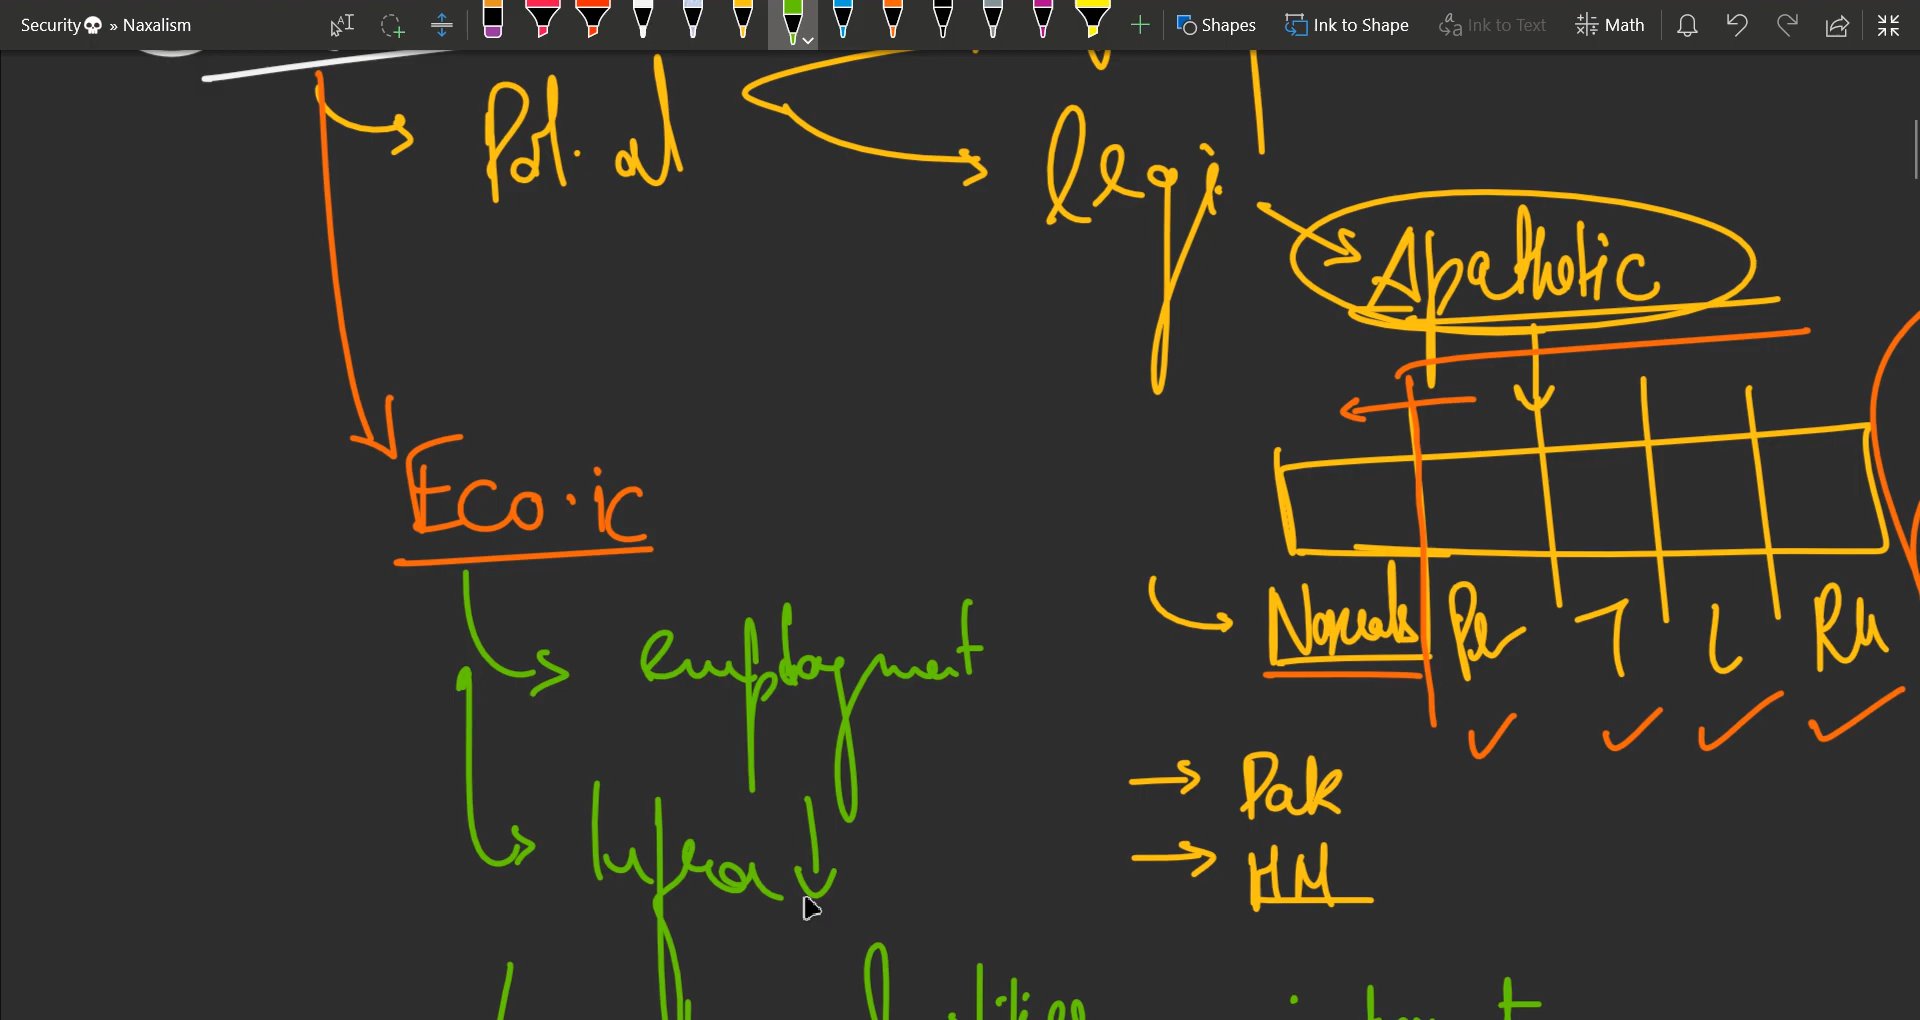 Security💀 » Naxalism
Shapes
Ink to Shape
Ink to Text
Math
Pol.al
legi.
Apathetic
Eco.ic
employment
Infra ↓
Naxals
→ Pak
→ HM